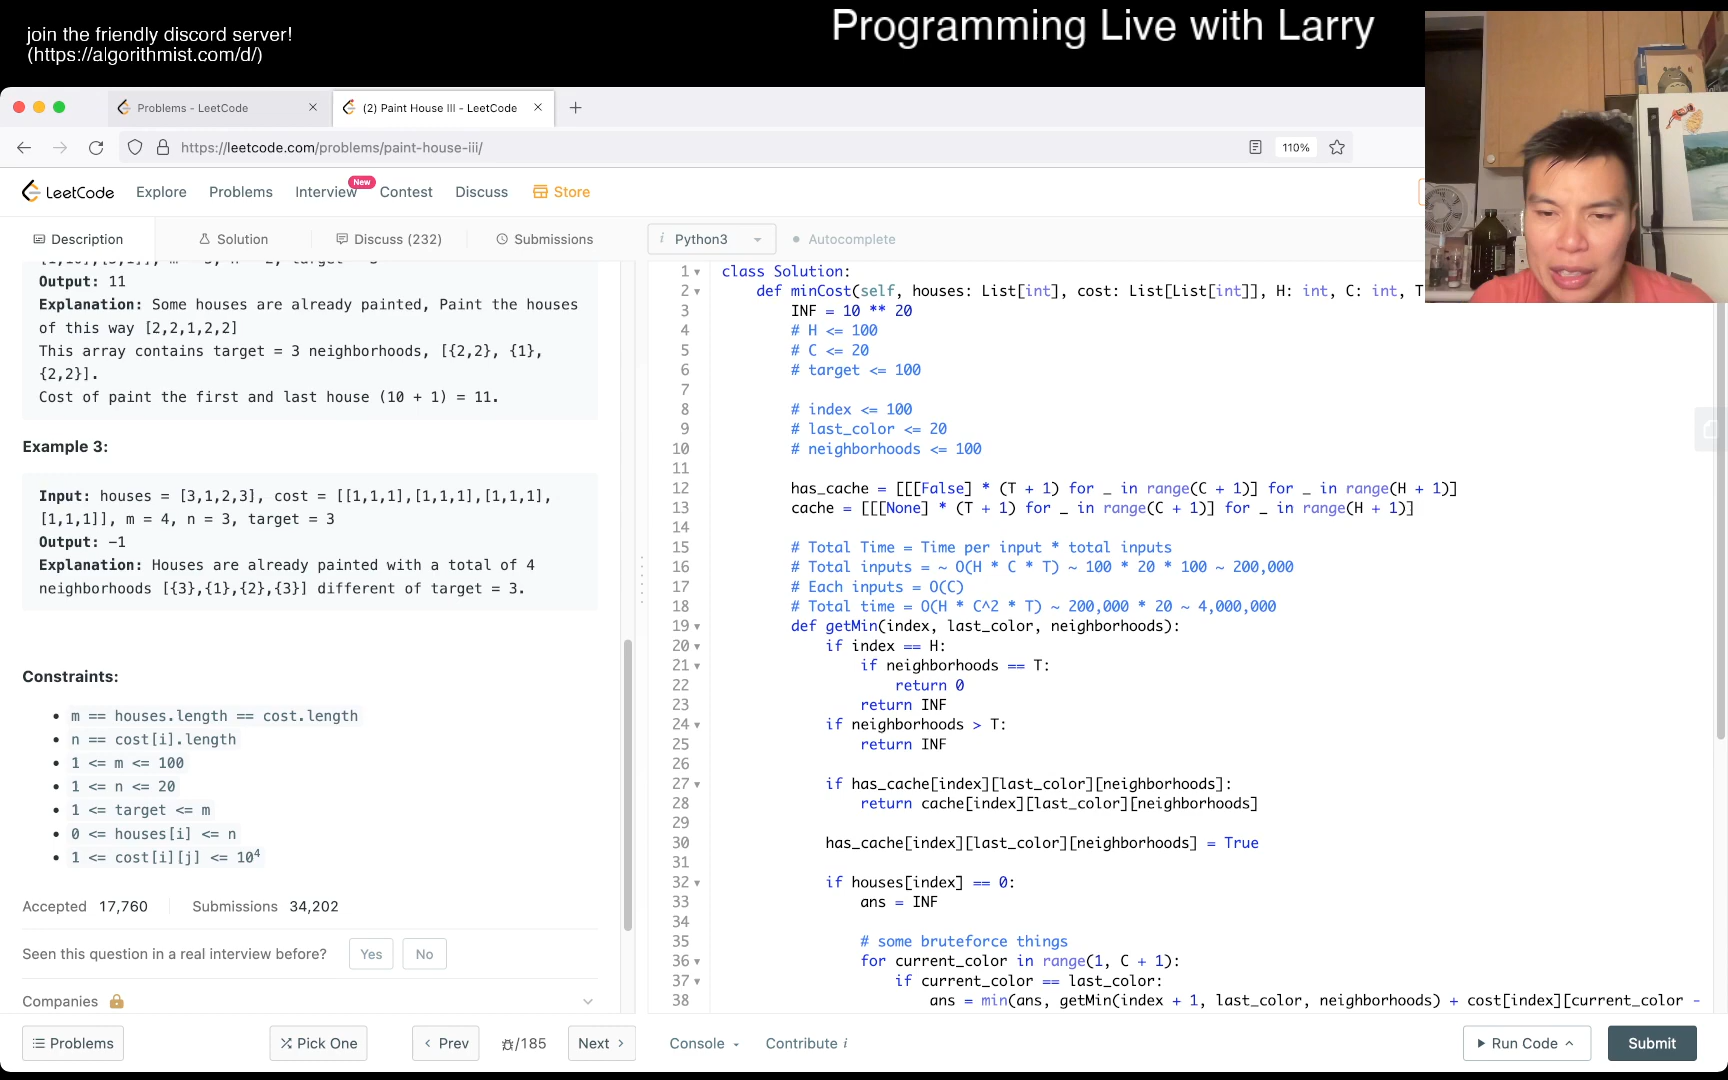 join the friendly discord server!
(https://algorithmist.com/d/)
Programming Live with Larry
Problems - LeetCode
(2) Paint House III - LeetCode
https://leetcode.com/problems/paint-house-iii/
110%
LeetCode
Explore
Problems
Interview
New
Contest
Discuss
Store
Description
Solution
Discuss (232)
Submissions
i Python3
Autocomplete
Output: 11
Explanation: Some houses are already painted, Paint the houses
of this way [2,2,1,2,2]
This array contains target = 3 neighborhoods, [{2,2}, {1},
{2,2}].
Cost of paint the first and last house (10 + 1) = 11.
Example 3:
Input: houses = [3,1,2,3], cost = [[1,1,1],[1,1,1],[1,1,1],
[1,1,1]], m = 4, n = 3, target = 3
Output: -1
Explanation: Houses are already painted with a total of 4
neighborhoods [{3},{1},{2},{3}] different of target = 3.
Constraints:
• m == houses.length == cost.length
• n == cost[i].length
• 1 <= m <= 100
• 1 <= n <= 20
• 1 <= target <= m
• 0 <= houses[i] <= n
• 1 <= cost[i][j] <= 10⁴
Accepted 17,760
Submissions 34,202
Seen this question in a real interview before?
Yes
No
Companies
1 class Solution:
2 def minCost(self, houses: List[int], cost: List[List[int]], H: int, C: int, T
3 INF = 10 ** 20
4 # H <= 100
5 # C <= 20
6 # target <= 100
7
8 # index <= 100
9 # last_color <= 20
10 # neighborhoods <= 100
11
12 has_cache = [[[False] * (T + 1) for _ in range(C + 1)] for _ in range(H + 1)]
13 cache = [[[None] * (T + 1) for _ in range(C + 1)] for _ in range(H + 1)]
14
15 # Total Time = Time per input * total inputs
16 # Total inputs = ~ O(H * C * T) ~ 100 * 20 * 100 ~ 200,000
17 # Each inputs = O(C)
18 # Total time = O(H * C^2 * T) ~ 200,000 * 20 ~ 4,000,000
19 def getMin(index, last_color, neighborhoods):
20 if index == H:
21 if neighborhoods == T:
22 return 0
23 return INF
24 if neighborhoods > T:
25 return INF
26
27 if has_cache[index][last_color][neighborhoods]:
28 return cache[index][last_color][neighborhoods]
29
30 has_cache[index][last_color][neighborhoods] = True
31
32 if houses[index] == 0:
33 ans = INF
34
35 # some bruteforce things
36 for current_color in range(1, C + 1):
37 if current_color == last_color:
38 ans = min(ans, getMin(index + 1, last_color, neighborhoods) + cost[index][current_color -
Problems
Pick One
Prev
/185
Next
Console
Contribute i
Run Code
Submit